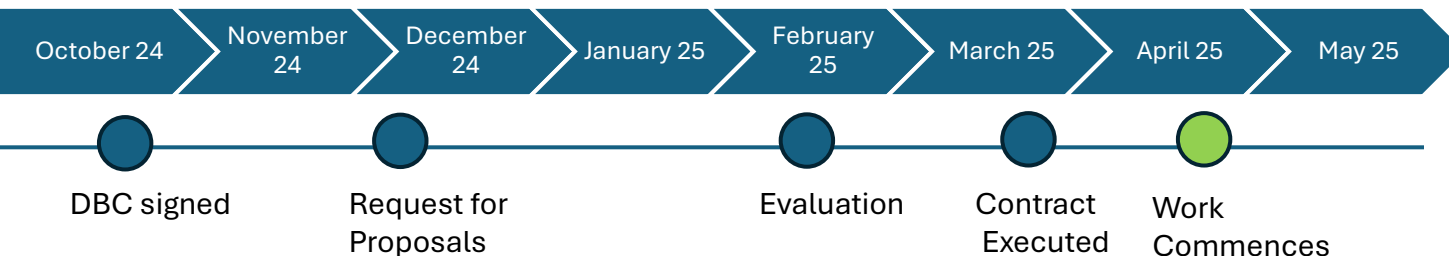 October 24
November
24
December
24
January 25
February
25
March 25
April 25
May 25
DBC signed
Request for
Proposals
Evaluation
Contract
Executed
Work
Commences